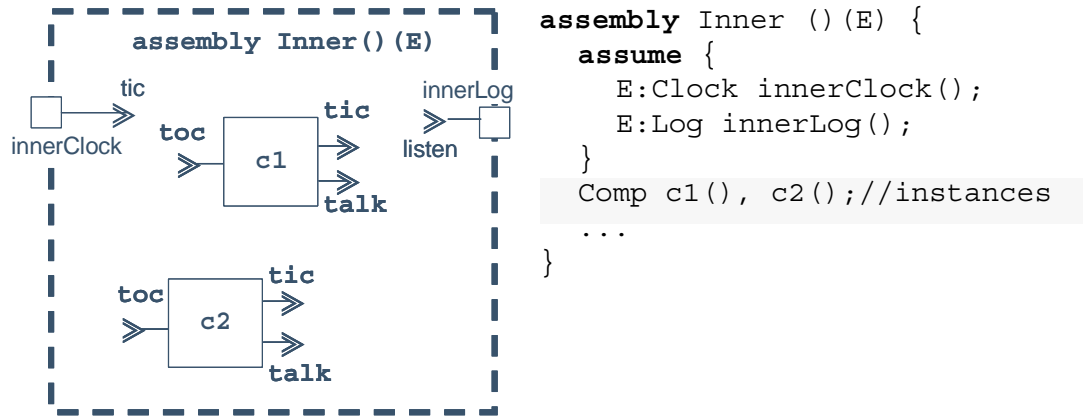 assembly Inner()(E)
tic
innerClock
toc
c1
tic
talk
innerLog
listen
toc
c2
tic
talk
assembly Inner ()(E) {
assume {
E:Clock innerClock();
E:Log innerLog();
}
Comp c1(), c2();//instances
...
}